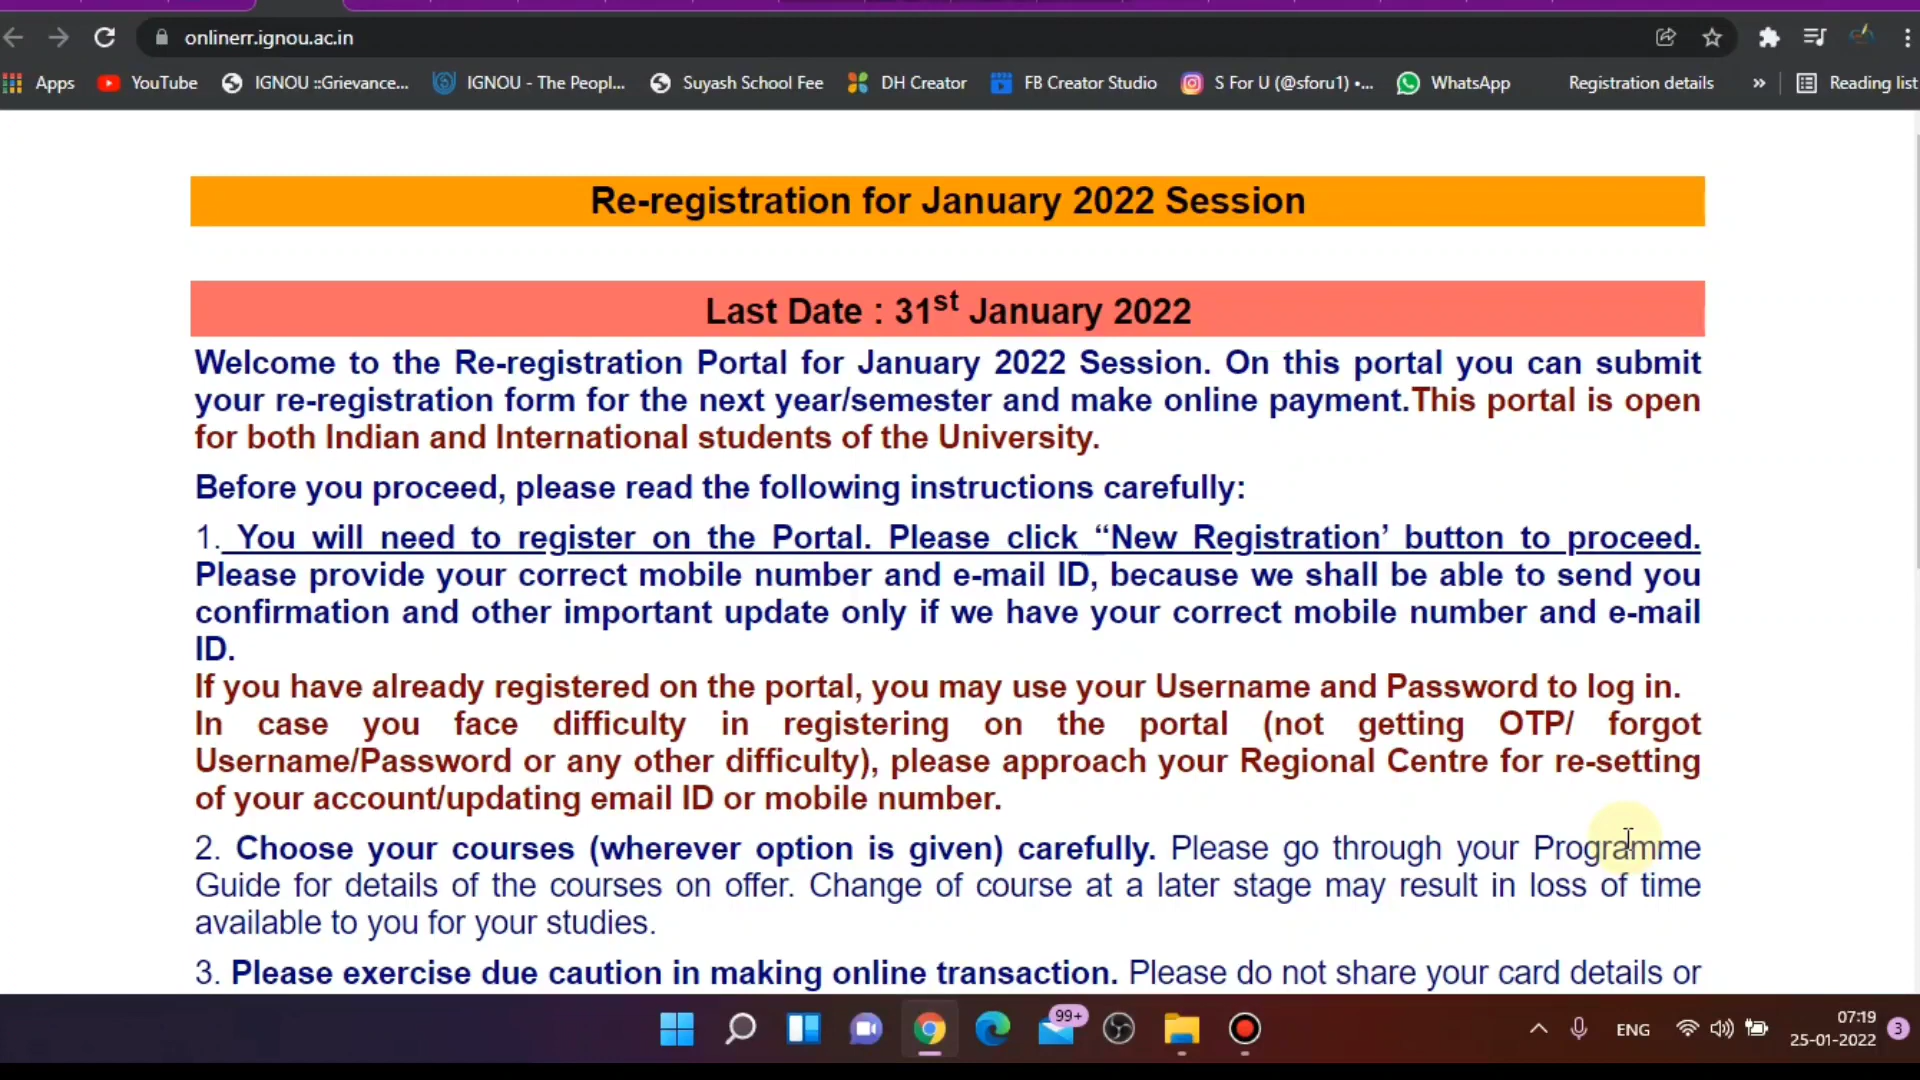 onlinerr.ignou.ac.in
Apps YouTube IGNOU ::Grievance... IGNOU - The Peopl... Suyash School Fee DH Creator FB Creator Studio S For U (@sforu1) •... WhatsApp Registration details » Reading list
Re-registration for January 2022 Session
Last Date : 31st January 2022
Welcome to the Re-registration Portal for January 2022 Session. On this portal you can submit
your re-registration form for the next year/semester and make online payment.This portal is open
for both Indian and International students of the University.
Before you proceed, please read the following instructions carefully:
1. You will need to register on the Portal. Please click “New Registration’ button to proceed.
Please provide your correct mobile number and e-mail ID, because we shall be able to send you
confirmation and other important update only if we have your correct mobile number and e-mail
ID.
If you have already registered on the portal, you may use your Username and Password to log in.
In case you face difficulty in registering on the portal (not getting OTP/ forgot
Username/Password or any other difficulty), please approach your Regional Centre for re-setting
of your account/updating email ID or mobile number.
2. Choose your courses (wherever option is given) carefully. Please go through your Programme
Guide for details of the courses on offer. Change of course at a later stage may result in loss of time
available to you for your studies.
3. Please exercise due caution in making online transaction. Please do not share your card details or
99+
ENG
07:19
25-01-2022
3